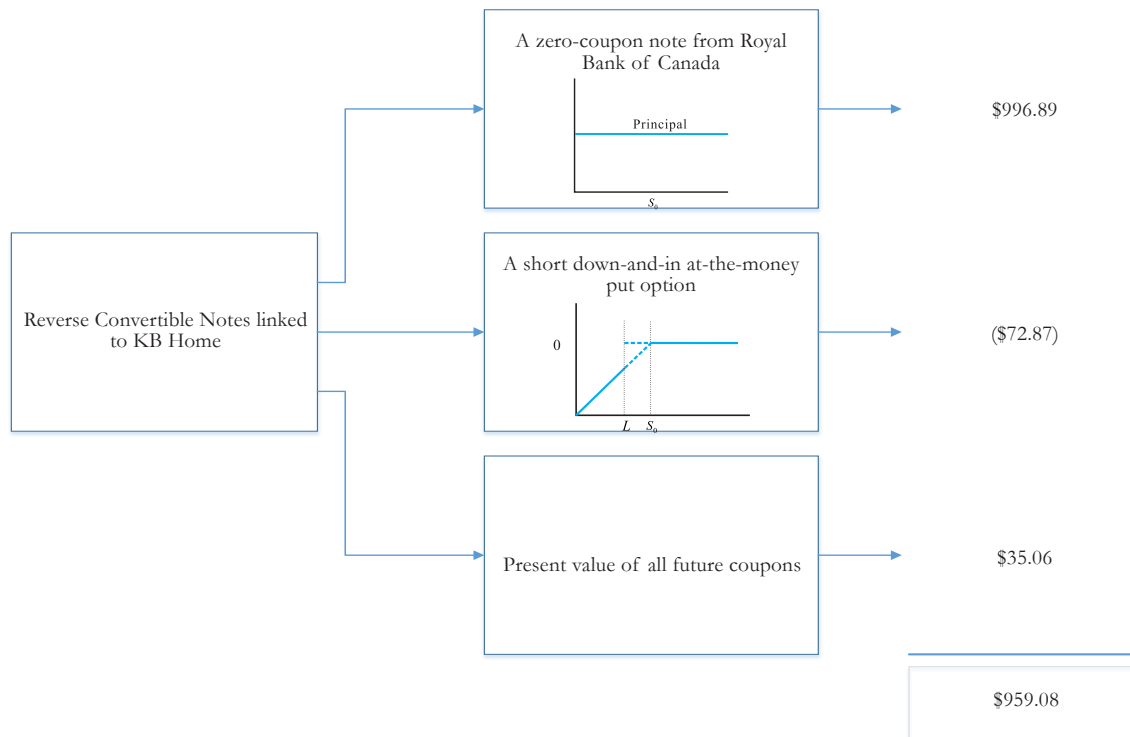 A zero-coupon note from Royal
Bank of Canada
Principal
S₀
$996.89
Reverse Convertible Notes linked
to KB Home
A short down-and-in at-the-money
put option
0
L S₀
($72.87)
Present value of all future coupons
$35.06
$959.08